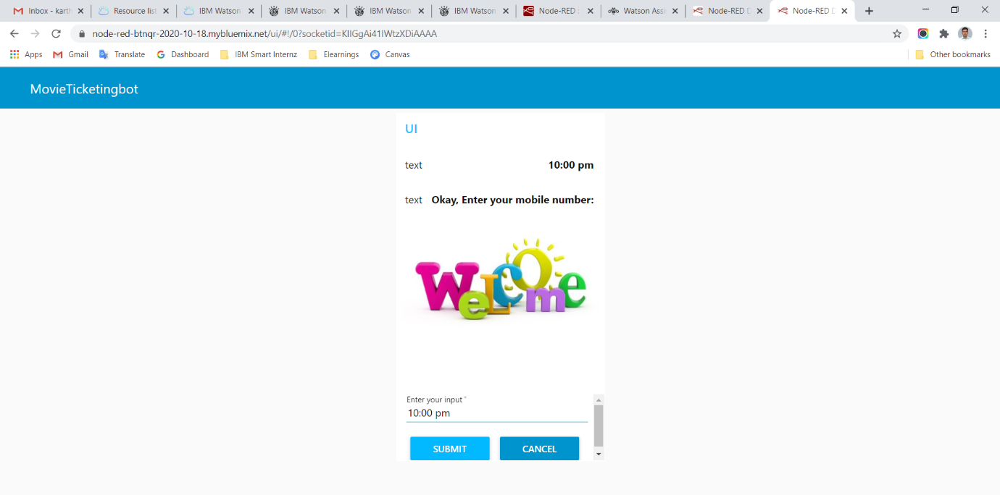 Inbox - karth
Resource list
IBM Watson
IBM Watson
IBM Watson
IBM Watson
Node-RED :
Watson Assi
Node-RED D
Node-RED D
node-red-btnqr-2020-10-18.mybluemix.net/ui/#!/0?socketid=KIIGgAi41IWtzXDiAAAA
Apps
Gmail
Translate
Dashboard
IBM Smart Internz
Elearnings
Canvas
Other bookmarks
MovieTicketingbot
UI
text 10:00 pm
text Okay, Enter your mobile number:
WeLcOme
Enter your input *
10:00 pm
SUBMIT CANCEL